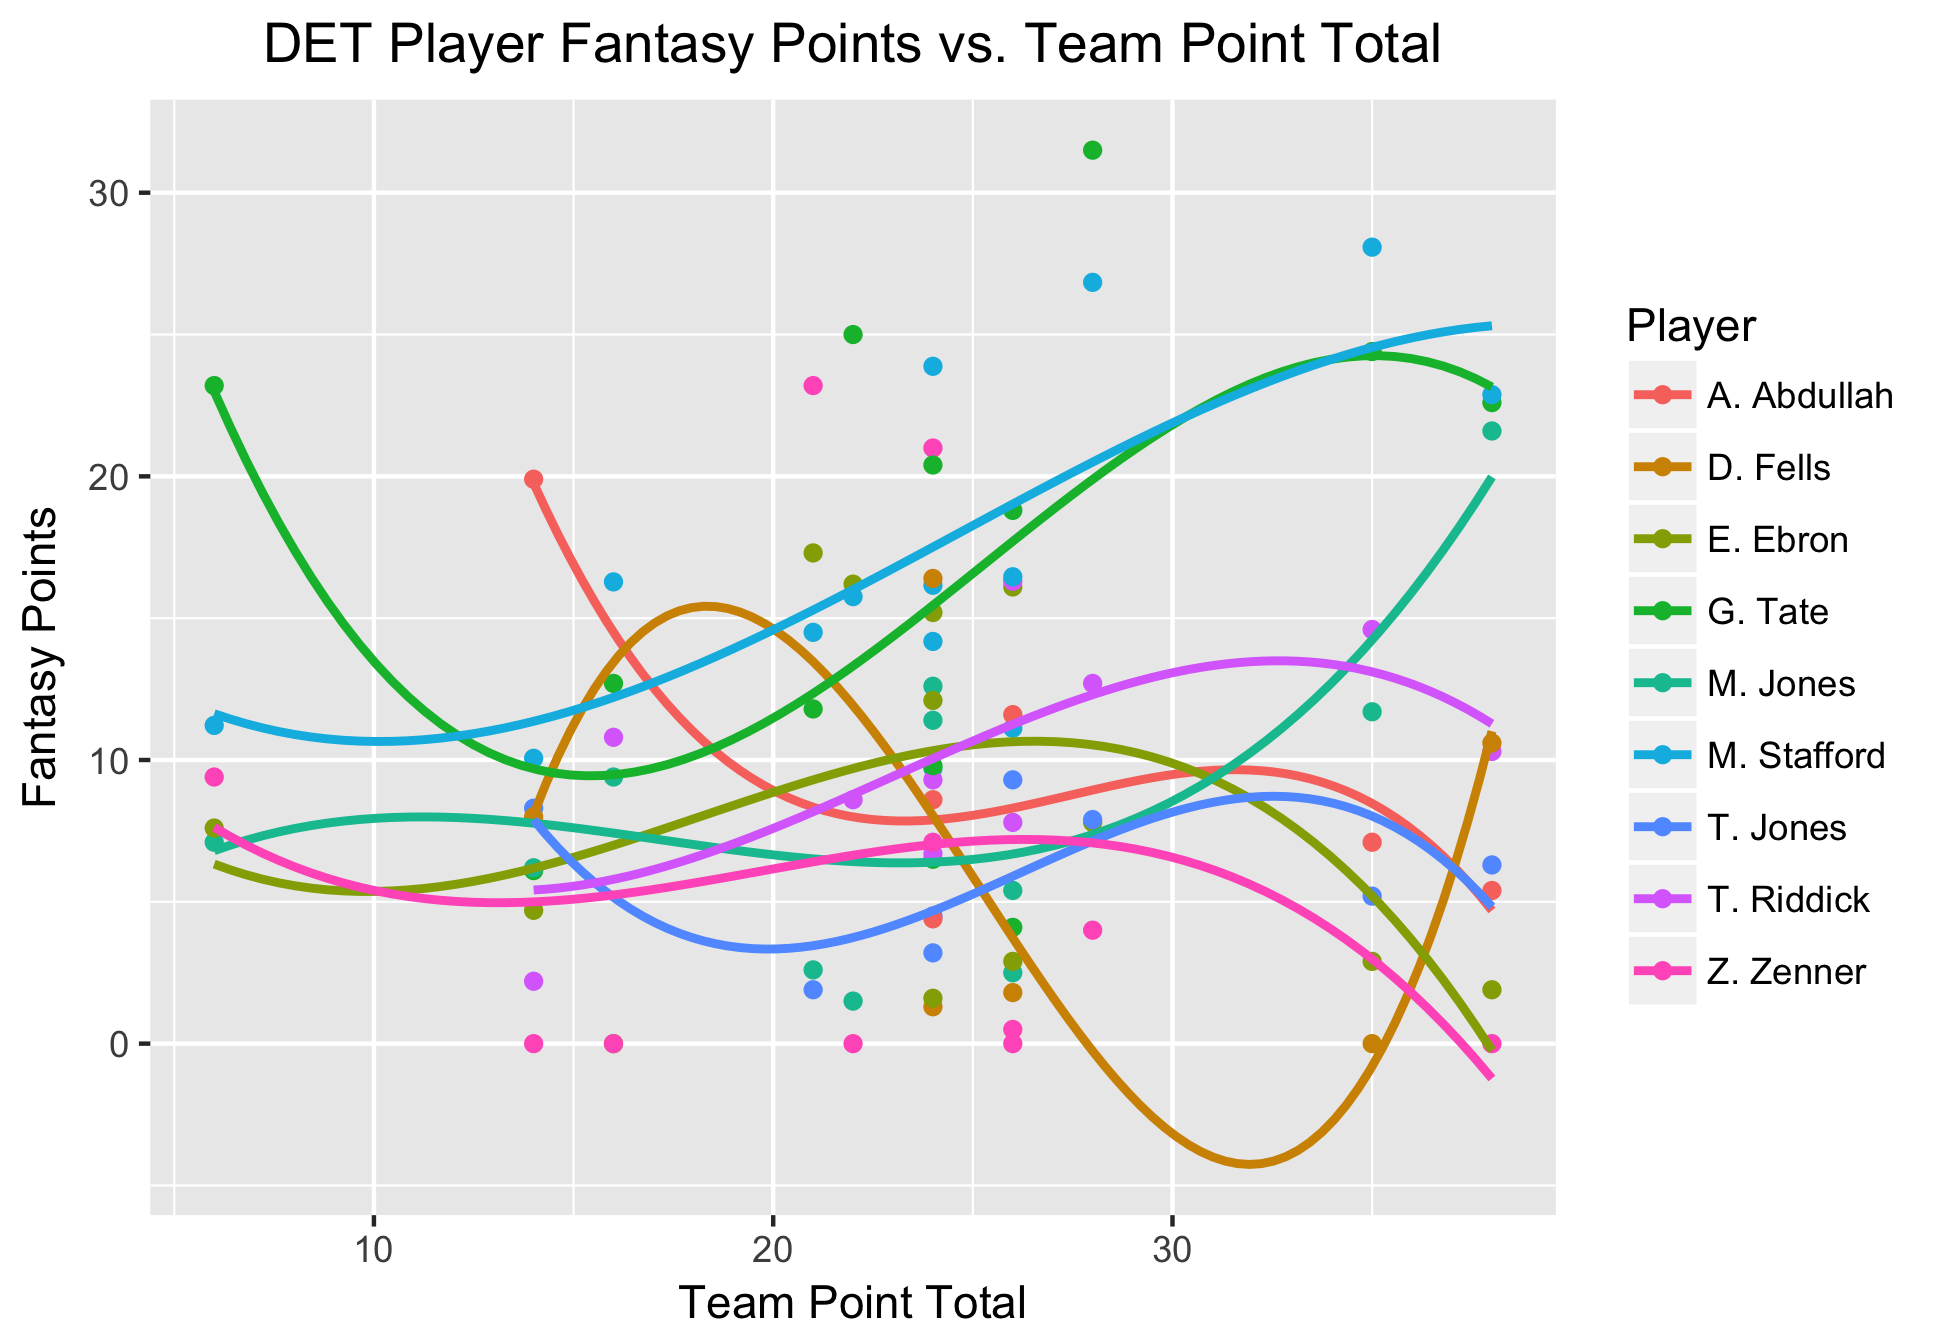 DET Player Fantasy Points vs. Team Point Total
Fantasy Points
30
20
10
0
10
20
30
Team Point Total
Player
A. Abdullah
D. Fells
E. Ebron
G. Tate
M. Jones
M. Stafford
T. Jones
T. Riddick
Z. Zenner